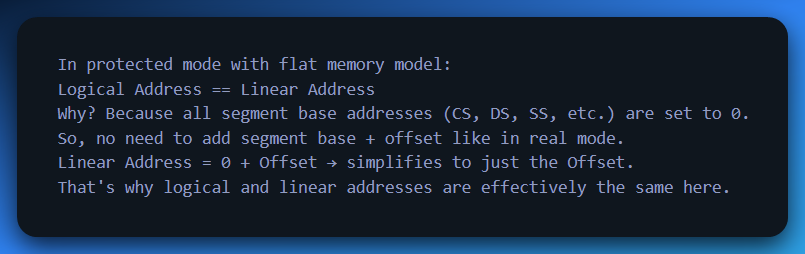 In protected mode with flat memory model:
Logical Address == Linear Address
Why? Because all segment base addresses (CS, DS, SS, etc.) are set to 0.
So, no need to add segment base + offset like in real mode.
Linear Address = 0 + Offset → simplifies to just the Offset.
That's why logical and linear addresses are effectively the same here.